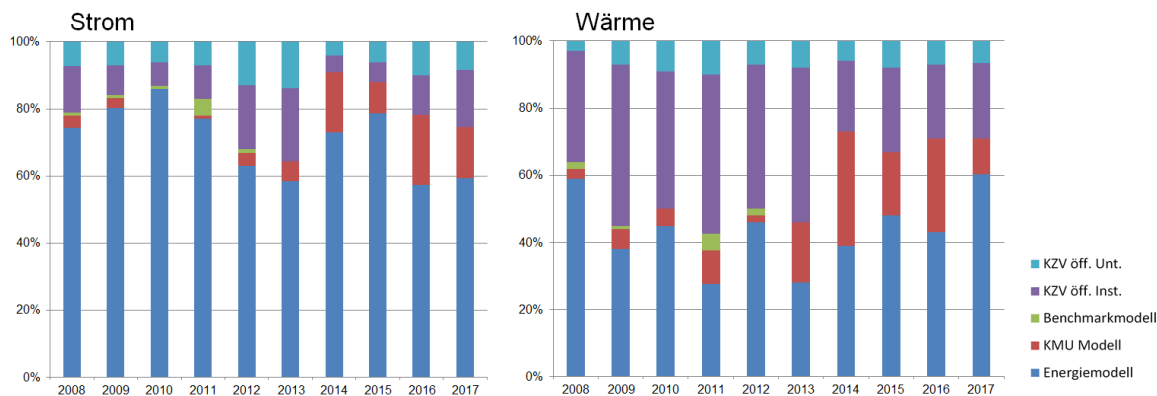 Strom
100%
80%
60%
40%
20%
0%
2008 2009 2010 2011 2012 2013 2014 2015 2016 2017
Wärme
100%
80%
60%
40%
20%
0%
2008 2009 2010 2011 2012 2013 2014 2015 2016 2017
KZV öff. Unt.
KZV öff. Inst.
Benchmarkmodell
KMU Modell
Energiemodell